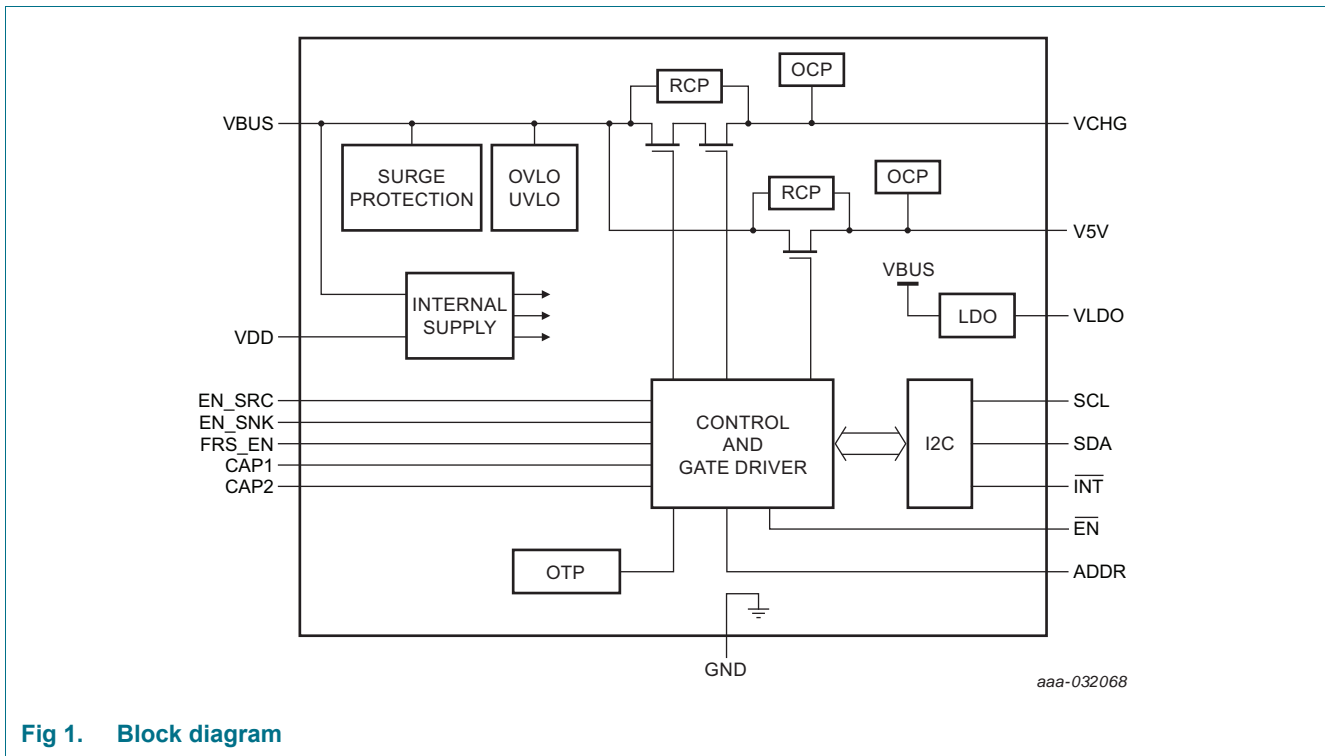 OCP
RCP
VBUS
VCHG
SURGE
PROTECTION
OVLO
UVLO
OCP
RCP
V5V
VBUS
INTERNAL
SUPPLY
LDO
VLDO
VDD
EN_SRC
EN_SNK
FRS_EN
CAP1
CAP2
CONTROL
AND
GATE DRIVER
I2C
SCL
SDA
INT
EN
ADDR
OTP
GND
aaa-032068
Fig 1. Block diagram